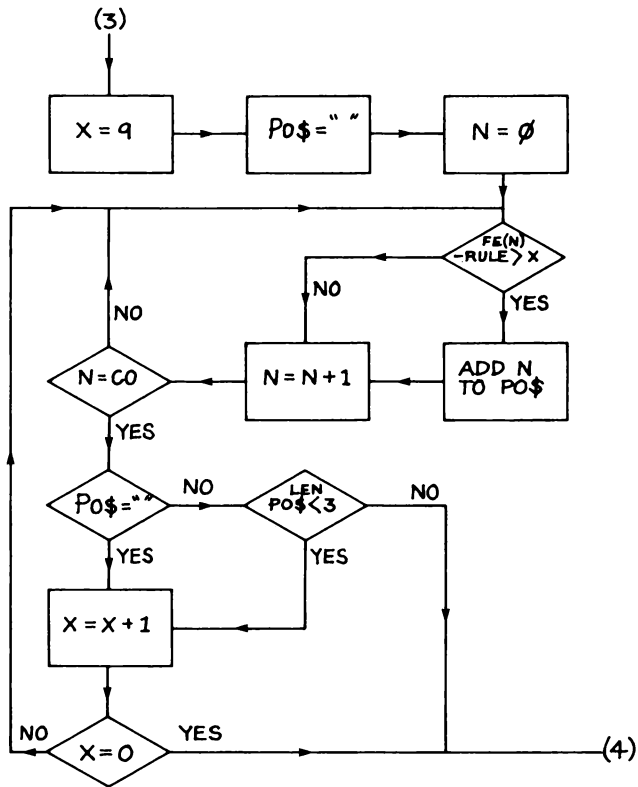 (3)
X = 9
PO$ = " "
N = Ø
FE(N)
-RULE > X
NO
YES
NO
N = CO
N = N + 1
ADD N
TO PO$
YES
PO$ = " "
NO
LEN
PO$ < 3
NO
YES
YES
X = X + 1
NO
X = O
YES
(4)